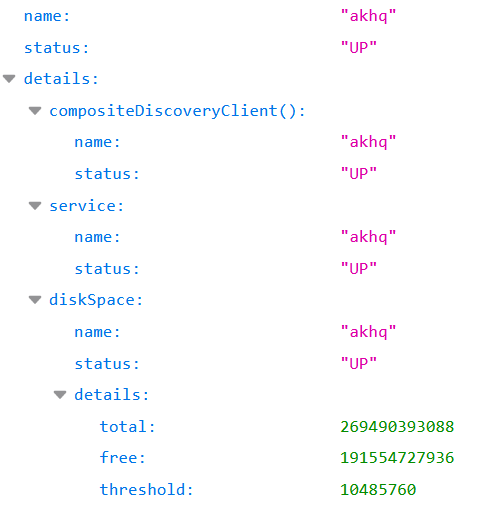 name: "akhq"
status: "UP"
details:
compositeDiscoveryClient():
name: "akhq"
status: "UP"
service:
name: "akhq"
status: "UP"
diskSpace:
name: "akhq"
status: "UP"
details:
total: 269490393088
free: 191554727936
threshold: 10485760